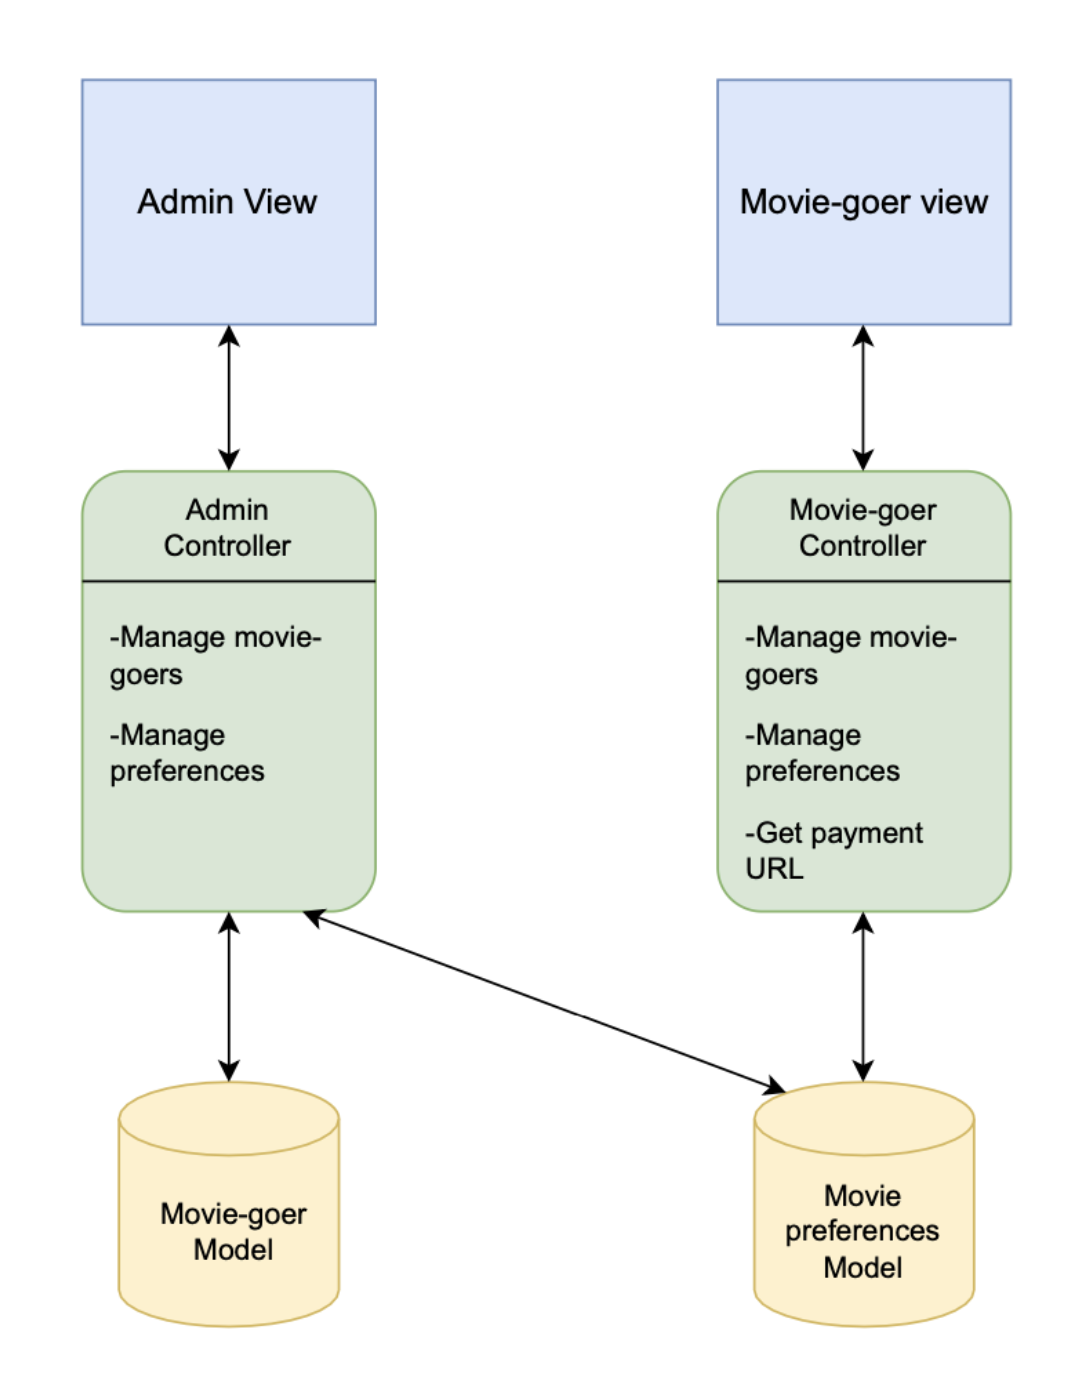 Admin View
Movie-goer view
Admin
Controller
-Manage movie-
goers
-Manage
preferences
Movie-goer
Controller
-Manage movie-
goers
-Manage
preferences
-Get payment
URL
Movie-goer
Model
Movie
preferences
Model